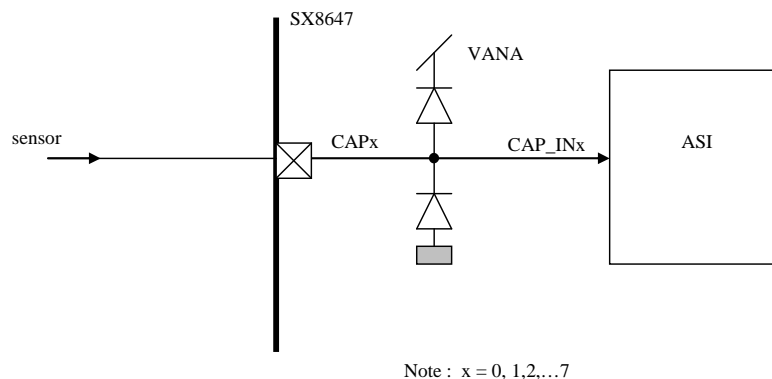 SX8647
VANA
sensor
CAPx
CAP_INx
ASI
Note : x = 0, 1,2,…7